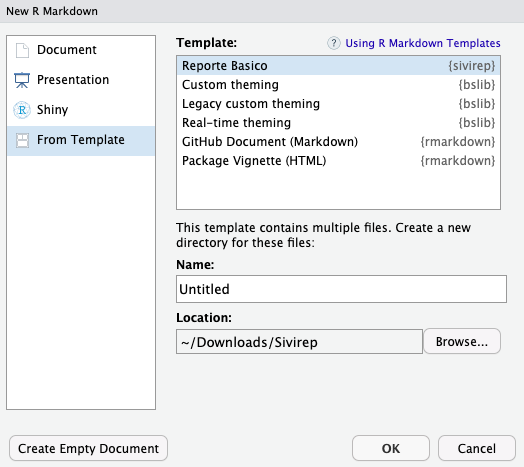 New R Markdown
Document
Presentation
R Shiny
From Template
Template:
? Using R Markdown Templates
Reporte Basico {sivirep}
Custom theming {bslib}
Legacy custom theming {bslib}
Real-time theming {bslib}
GitHub Document (Markdown) {rmarkdown}
Package Vignette (HTML) {rmarkdown}
This template contains multiple files. Create a new
directory for these files:
Name:
Untitled
Location:
~/Downloads/Sivirep
Browse...
Create Empty Document
OK
Cancel